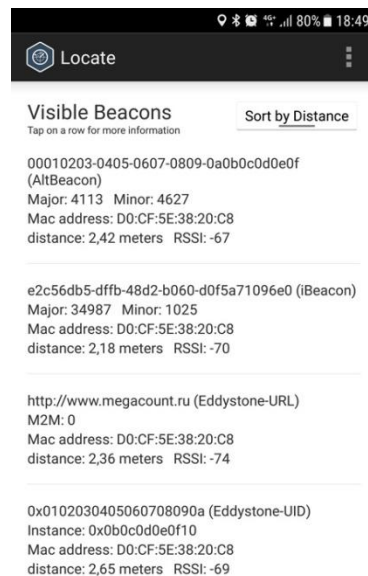 4G 80% 18:49
Locate
Visible Beacons
Sort by Distance
Tap on a row for more information
00010203-0405-0607-0809-0a0b0c0d0e0f
(AltBeacon)
Major: 4113 Minor: 4627
Mac address: D0:CF:5E:38:20:C8
distance: 2,42 meters RSSI: -67
e2c56db5-dffb-48d2-b060-d0f5a71096e0 (iBeacon)
Major: 34987 Minor: 1025
Mac address: D0:CF:5E:38:20:C8
distance: 2,18 meters RSSI: -70
http://www.megacount.ru (Eddystone-URL)
M2M: 0
Mac address: D0:CF:5E:38:20:C8
distance: 2,36 meters RSSI: -74
0x0102030405060708090a (Eddystone-UID)
Instance: 0x0b0c0d0e0f10
Mac address: D0:CF:5E:38:20:C8
distance: 2,65 meters RSSI: -69